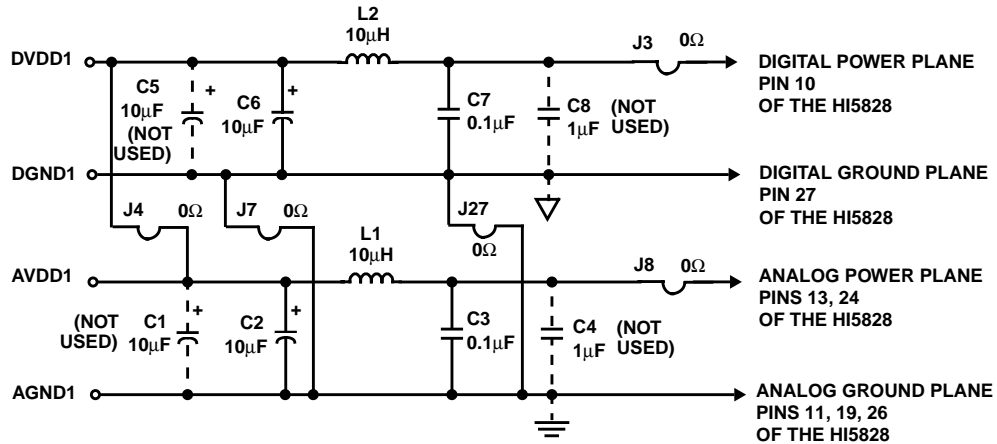 L2
10μH
DVDD1
J3
0Ω
DIGITAL POWER PLANE
PIN 10
OF THE HI5828
C5
10μF
(NOT
USED)
+
C6
10μF
+
C7
0.1μF
C8
1μF
(NOT
USED)
DGND1
DIGITAL GROUND PLANE
PIN 27
OF THE HI5828
J4
0Ω
J7
0Ω
J27
0Ω
L1
10μH
AVDD1
J8
0Ω
ANALOG POWER PLANE
PINS 13, 24
OF THE HI5828
(NOT
USED)
C1
10μF
+
C2
10μF
+
C3
0.1μF
C4
1μF
(NOT
USED)
AGND1
ANALOG GROUND PLANE
PINS 11, 19, 26
OF THE HI5828